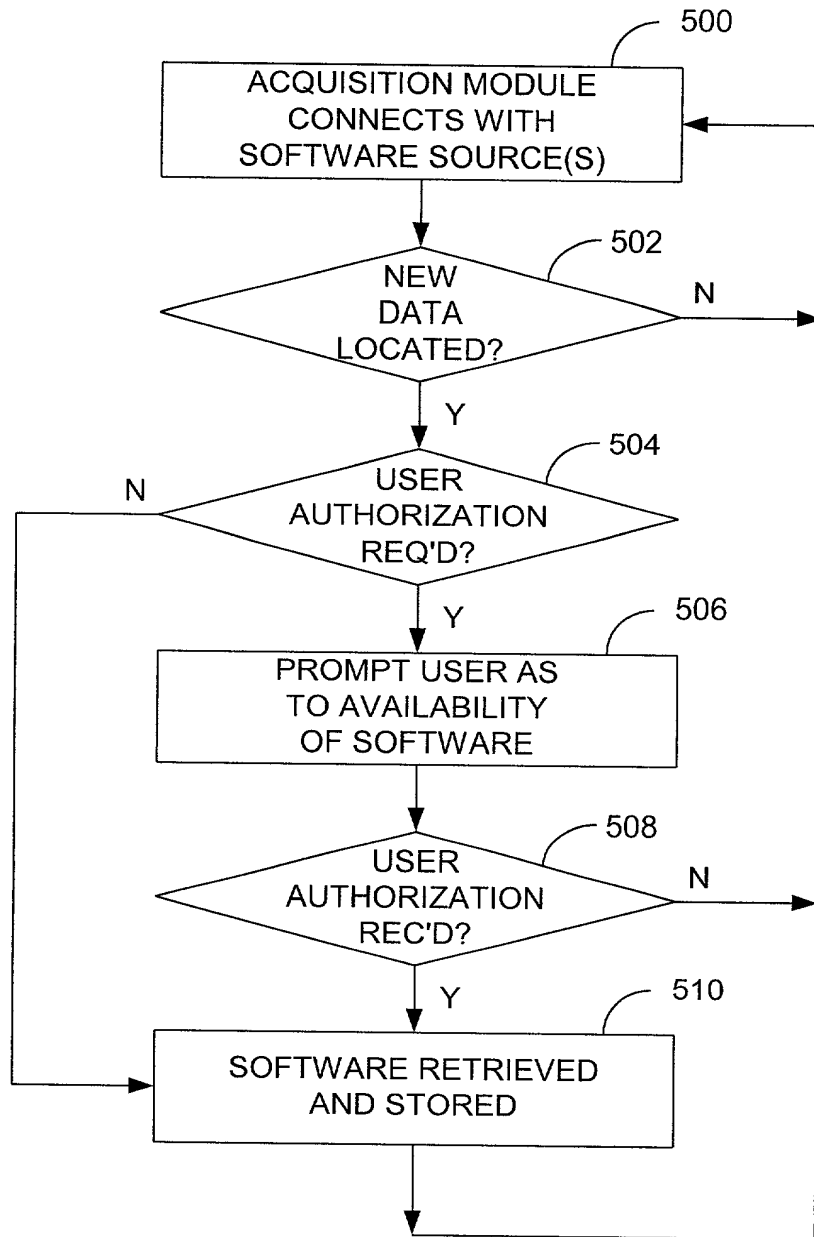 500
ACQUISITION MODULE
CONNECTS WITH
SOFTWARE SOURCE(S)
502
NEW
DATA
LOCATED?
N
Y
504
N
USER
AUTHORIZATION
REQ'D?
Y
506
PROMPT USER AS
TO AVAILABILITY
OF SOFTWARE
508
USER
AUTHORIZATION
REC'D?
N
Y
510
SOFTWARE RETRIEVED
AND STORED